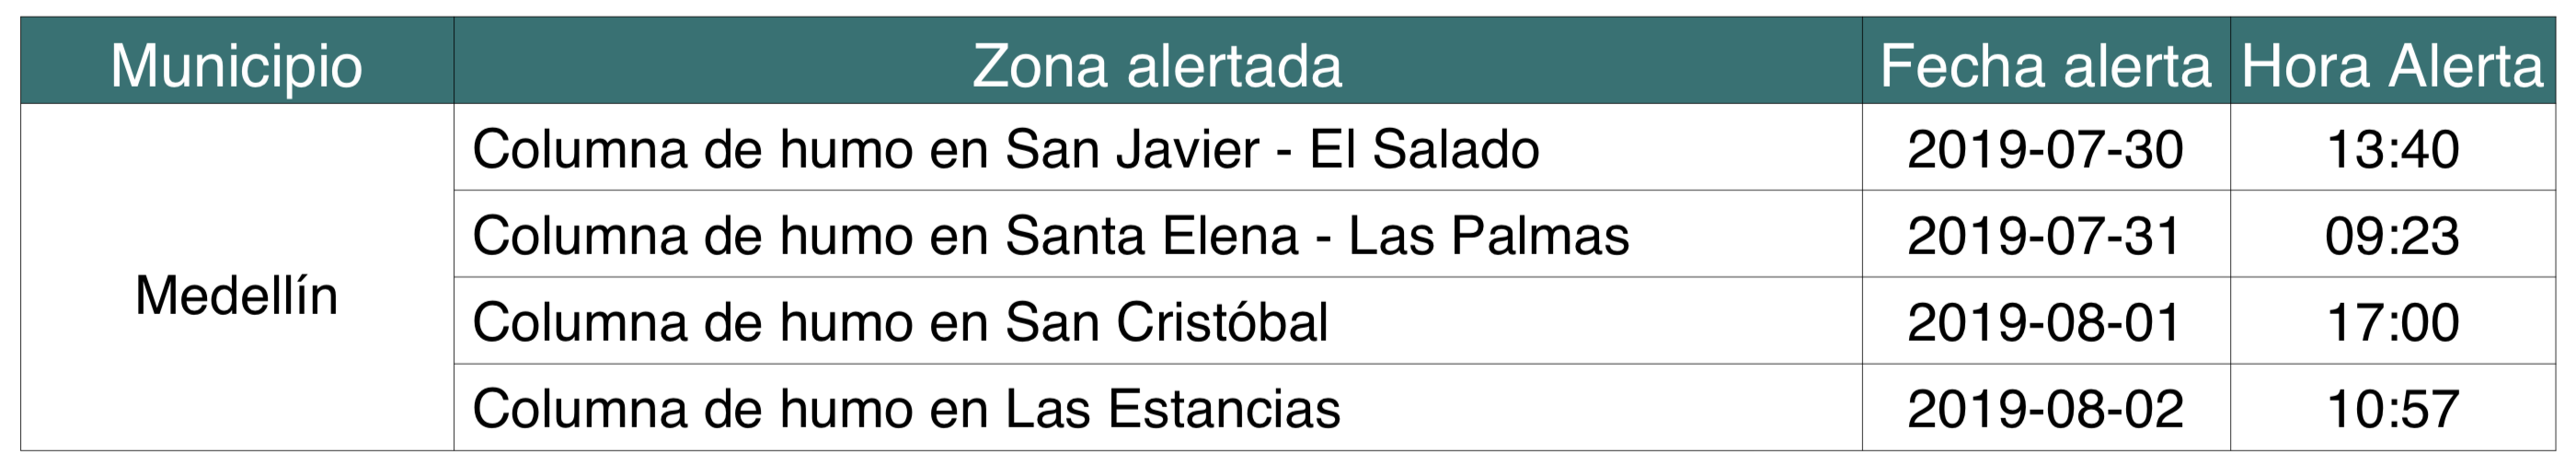 Municipio Zona alertada Fecha alerta Hora Alerta
Columna de humo en San Javier - El Salado 2019-07-30 13:40
Columna de humo en Santa Elena - Las Palmas 2019-07-31 09:23
Medellín
Columna de humo en San Cristóbal 2019-08-01 17:00
Columna de humo en Las Estancias 2019-08-02 10:57